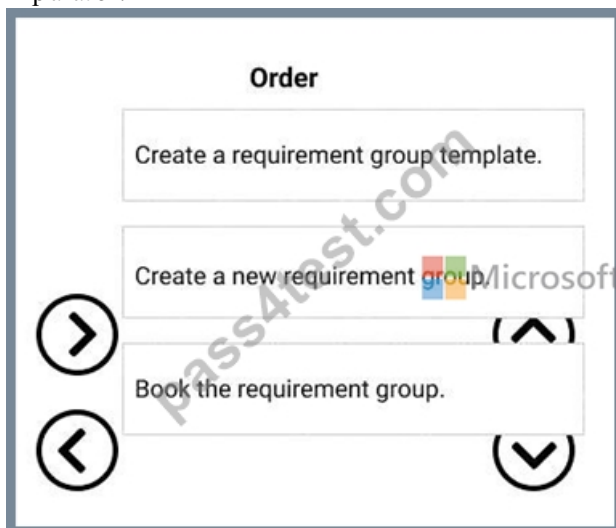 Order
Create a requirement group template.
Create a new requirement group.
Microsoft
Book the requirement group.
pass4test.com